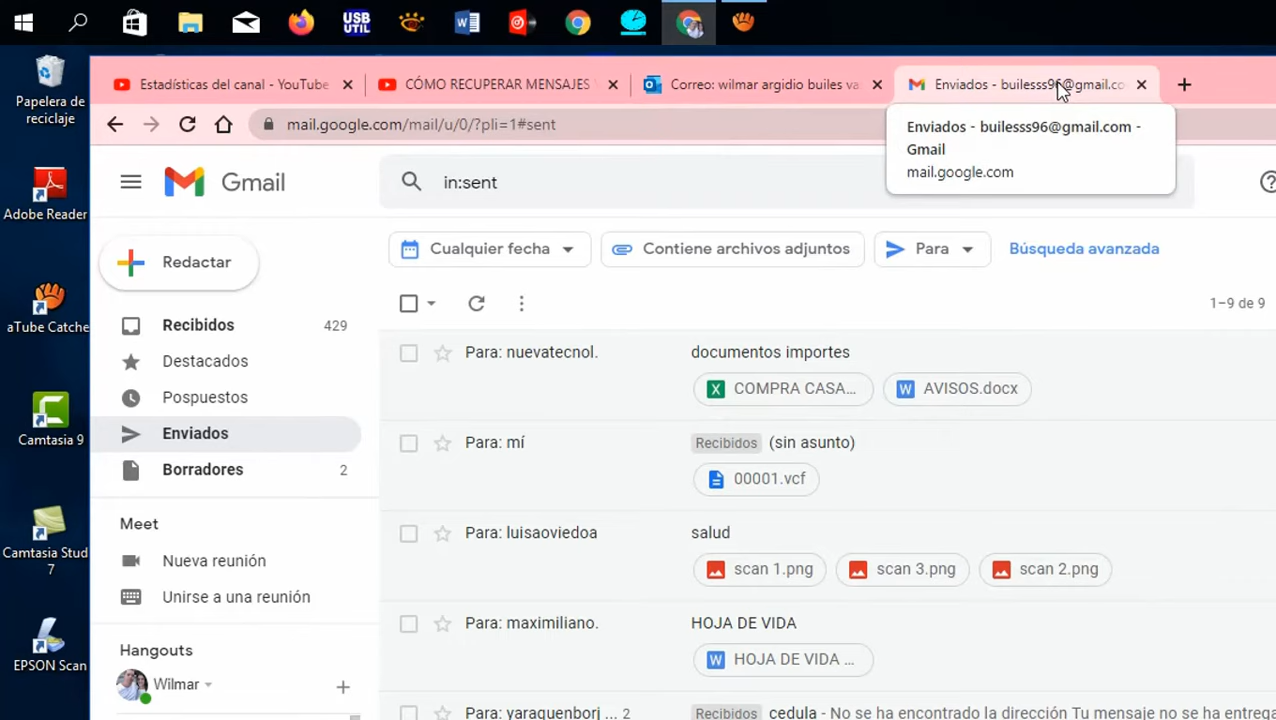 USB
UTIL
Papelera de
reciclaje
Adobe Reader
aTube Catche
Camtasia 9
Camtasia Stud
7
EPSON Scan
Estadísticas del canal - YouTube
CÓMO RECUPERAR MENSAJES
Correo: wilmar argidio builes va
Enviados - builesss96@gmail.co
mail.google.com/mail/u/0/?pli=1#sent
Enviados - builesss96@gmail.com -
Gmail
mail.google.com
Gmail
in:sent
Redactar
Cualquier fecha
Contiene archivos adjuntos
Para
Búsqueda avanzada
1–9 de 9
Recibidos 429
Destacados
Pospuestos
Enviados
Borradores 2
Meet
Nueva reunión
Unirse a una reunión
Hangouts
Wilmar
Para: nuevatecnol. documentos importes
COMPRA CASA... AVISOS.docx
Para: mí Recibidos (sin asunto)
00001.vcf
Para: luisaoviedoa salud
scan 1.png scan 3.png scan 2.png
Para: maximiliano. HOJA DE VIDA
HOJA DE VIDA ...
Para: yaraquenborj ... 2 Recibidos cedula - No se ha encontrado la dirección Tu mensaje no se ha entrega